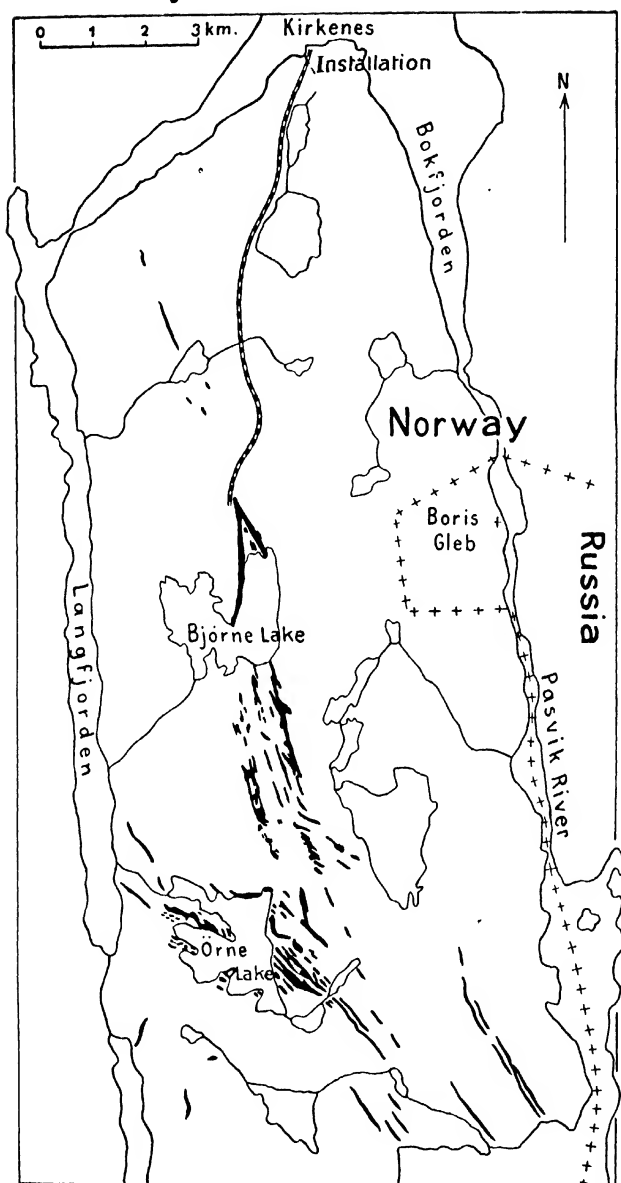 0 1 2 3 km.
Kirkenes
Installation
N
Bokfjorden
Norway
Boris
Gleb
Russia
Langfjorden
Björne Lake
Pasvik River
Örne
Lake